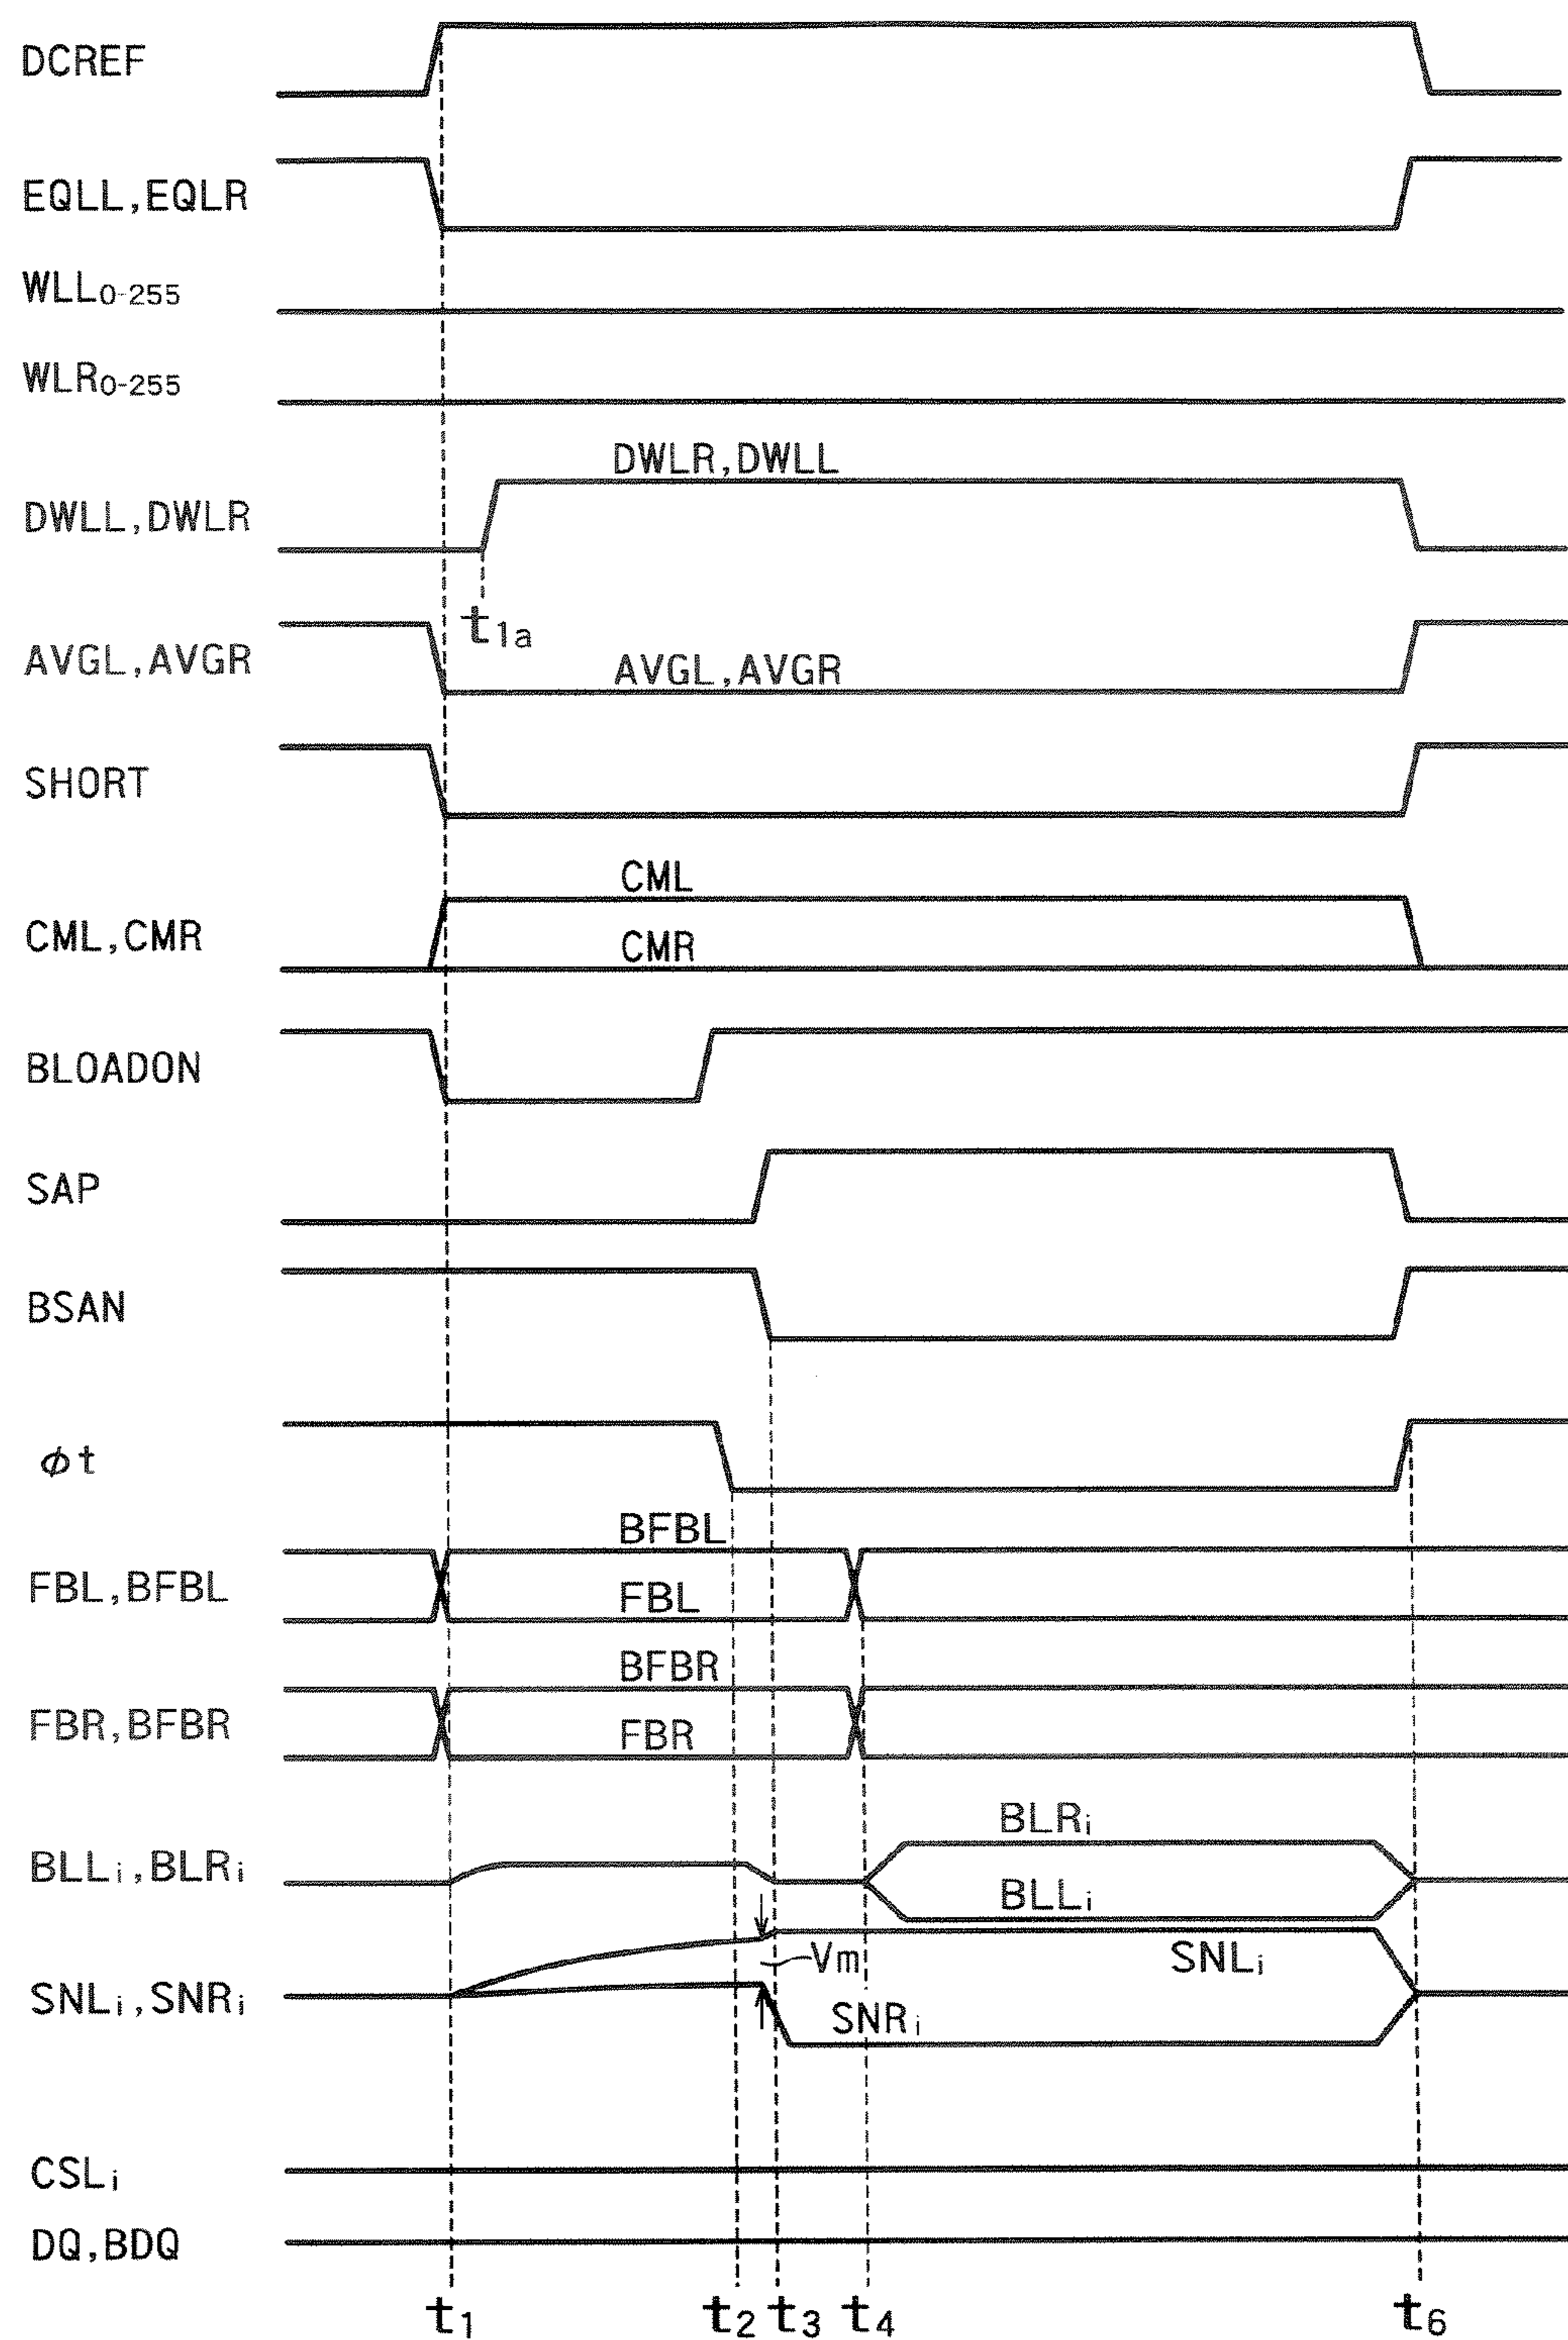 DCREF
EQLL,EQLR
WLL0-255
WLR0-255
DWLR,DWLL
DWLL,DWLR
t1a
AVGL,AVGR
AVGL,AVGR
SHORT
CML
CML,CMR
CMR
BLOADON
SAP
BSAN
φt
BFBL
FBL,BFBL
FBL
BFBR
FBR,BFBR
FBR
BLRi
BLLi,BLRi
BLLi
Vm
SNLi
SNLi,SNRi
SNRi
CSLi
DQ,BDQ
t1 t2 t3 t4 t6